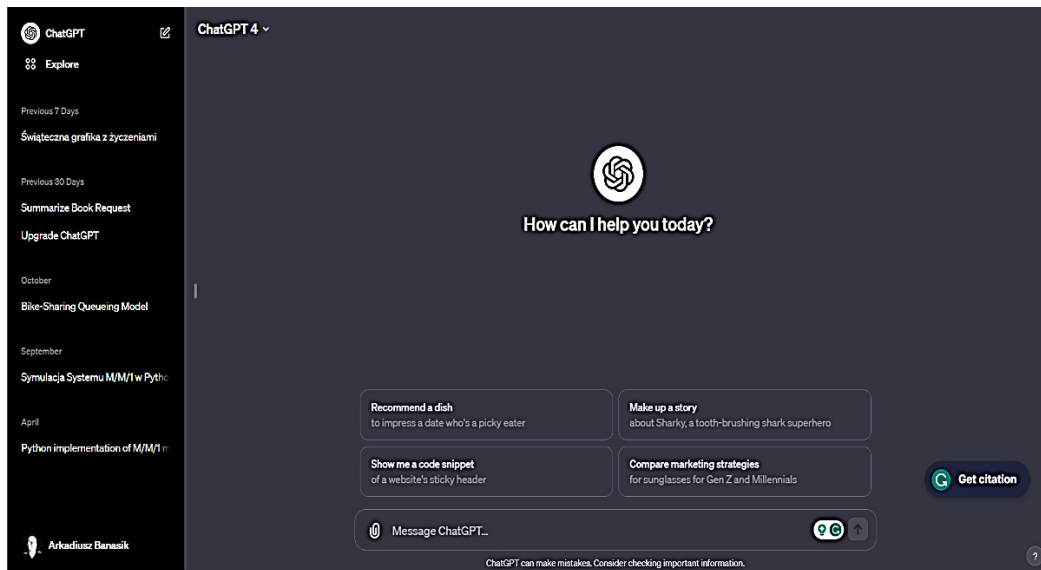 ChatGPT
Explore
Previous 7 Days
Świąteczna grafika z życzeniami
Previous 30 Days
Summarize Book Request
Upgrade ChatGPT
October
Bike-Sharing Queueing Model
September
Symulacja Systemu M/M/1 w Pytho
April
Python implementation of M/M/1 m
Arkadiusz Banasik
ChatGPT 4
How can I help you today?
Recommend a dish
to impress a date who's a picky eater
Make up a story
about Sharky, a tooth-brushing shark superhero
Show me a code snippet
of a website's sticky header
Compare marketing strategies
for sunglasses for Gen Z and Millennials
G Get citation
Message ChatGPT...
ChatGPT can make mistakes. Consider checking important information.
?